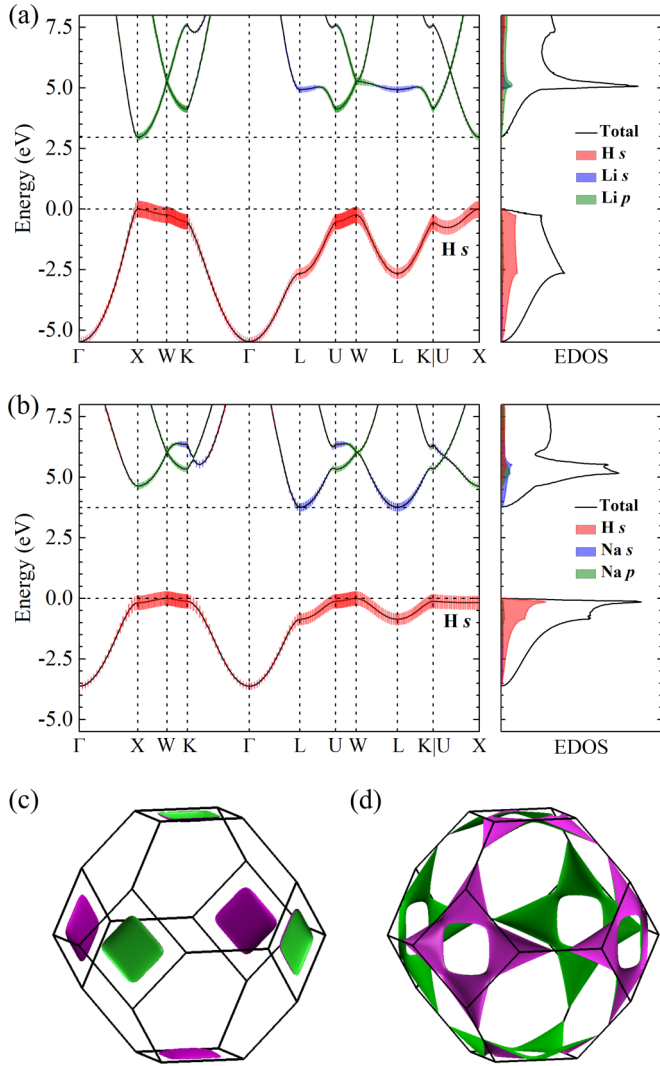 (a)
7.5
5.0
2.5
0.0
-2.5
-5.0
Energy (eV)
H s
Γ X W K Γ L U W L K|U X
Total
H s
Li s
Li p
EDOS
(b)
7.5
5.0
2.5
0.0
-2.5
-5.0
Energy (eV)
H s
Γ X W K Γ L U W L K|U X
Total
H s
Na s
Na p
EDOS
(c)
(d)